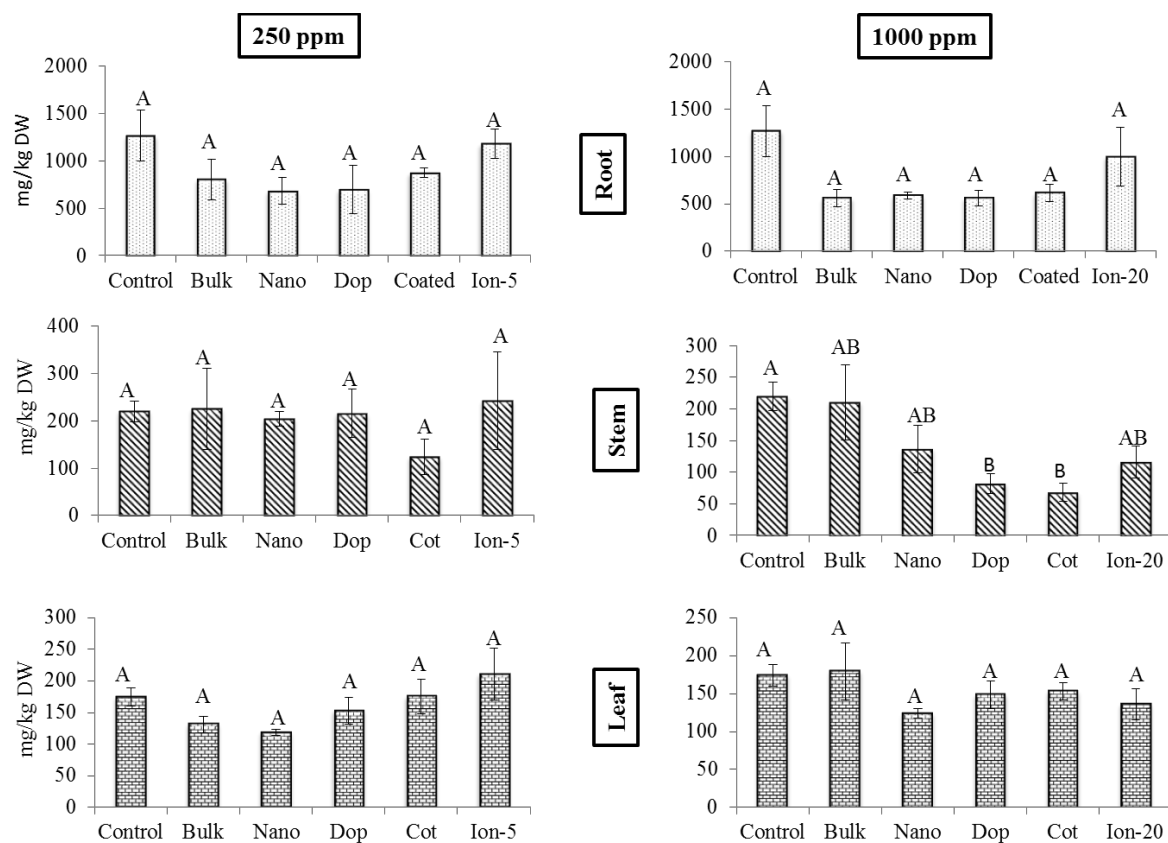 250 ppm
1000 ppm
2000
1500
1000
500
0
mg/kg DW
A
A
A
A
A
A
Control Bulk Nano Dop Coated Ion-5
Root
2000
1500
1000
500
0
A
A
A
A
A
A
Control Bulk Nano Dop Coated Ion-20
400
300
200
100
0
mg/kg DW
A
A
A
A
A
A
Control Bulk Nano Dop Cot Ion-5
Stem
300
250
200
150
100
50
0
A
AB
AB
B
B
AB
Control Bulk Nano Dop Cot Ion-20
300
250
200
150
100
50
0
mg/kg DW
A
A
A
A
A
A
Control Bulk Nano Dop Cot Ion-5
Leaf
250
200
150
100
50
0
A
A
A
A
A
A
Control Bulk Nano Dop Cot Ion-20